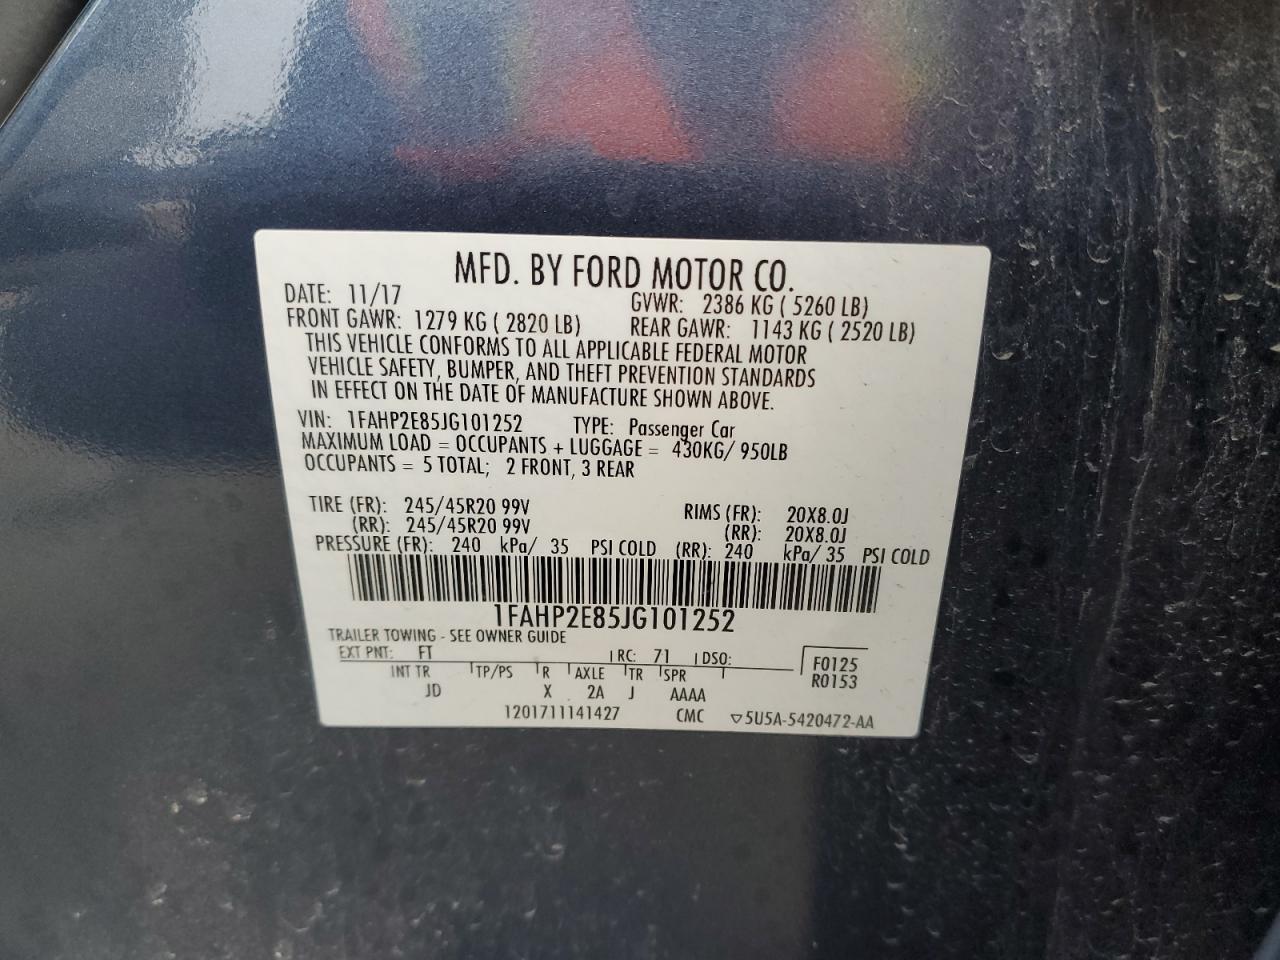 MFD. BY FORD MOTOR CO.
DATE: 11/17 GVWR: 2386 KG ( 5260 LB)
FRONT GAWR: 1279 KG ( 2820 LB) REAR GAWR: 1143 KG ( 2520 LB)
THIS VEHICLE CONFORMS TO ALL APPLICABLE FEDERAL MOTOR
VEHICLE SAFETY, BUMPER, AND THEFT PREVENTION STANDARDS
IN EFFECT ON THE DATE OF MANUFACTURE SHOWN ABOVE.
VIN: 1FAHP2E85JG101252 TYPE: Passenger Car
MAXIMUM LOAD = OCCUPANTS + LUGGAGE = 430KG/ 950LB
OCCUPANTS = 5 TOTAL; 2 FRONT, 3 REAR
TIRE (FR): 245/45R20 99V RIMS (FR): 20X8.0J
(RR): 245/45R20 99V (RR): 20X8.0J
PRESSURE (FR): 240 kPa/ 35 PSI COLD (RR): 240 kPa/ 35 PSI COLD
1FAHP2E85JG101252
TRAILER TOWING - SEE OWNER GUIDE
EXT PNT: FT RC: 71 DSO: F0125
INT TR TP/PS R AXLE TR SPR R0153
JD X 2A J AAAA
1201711141427 CMC ▽5U5A-5420472-AA